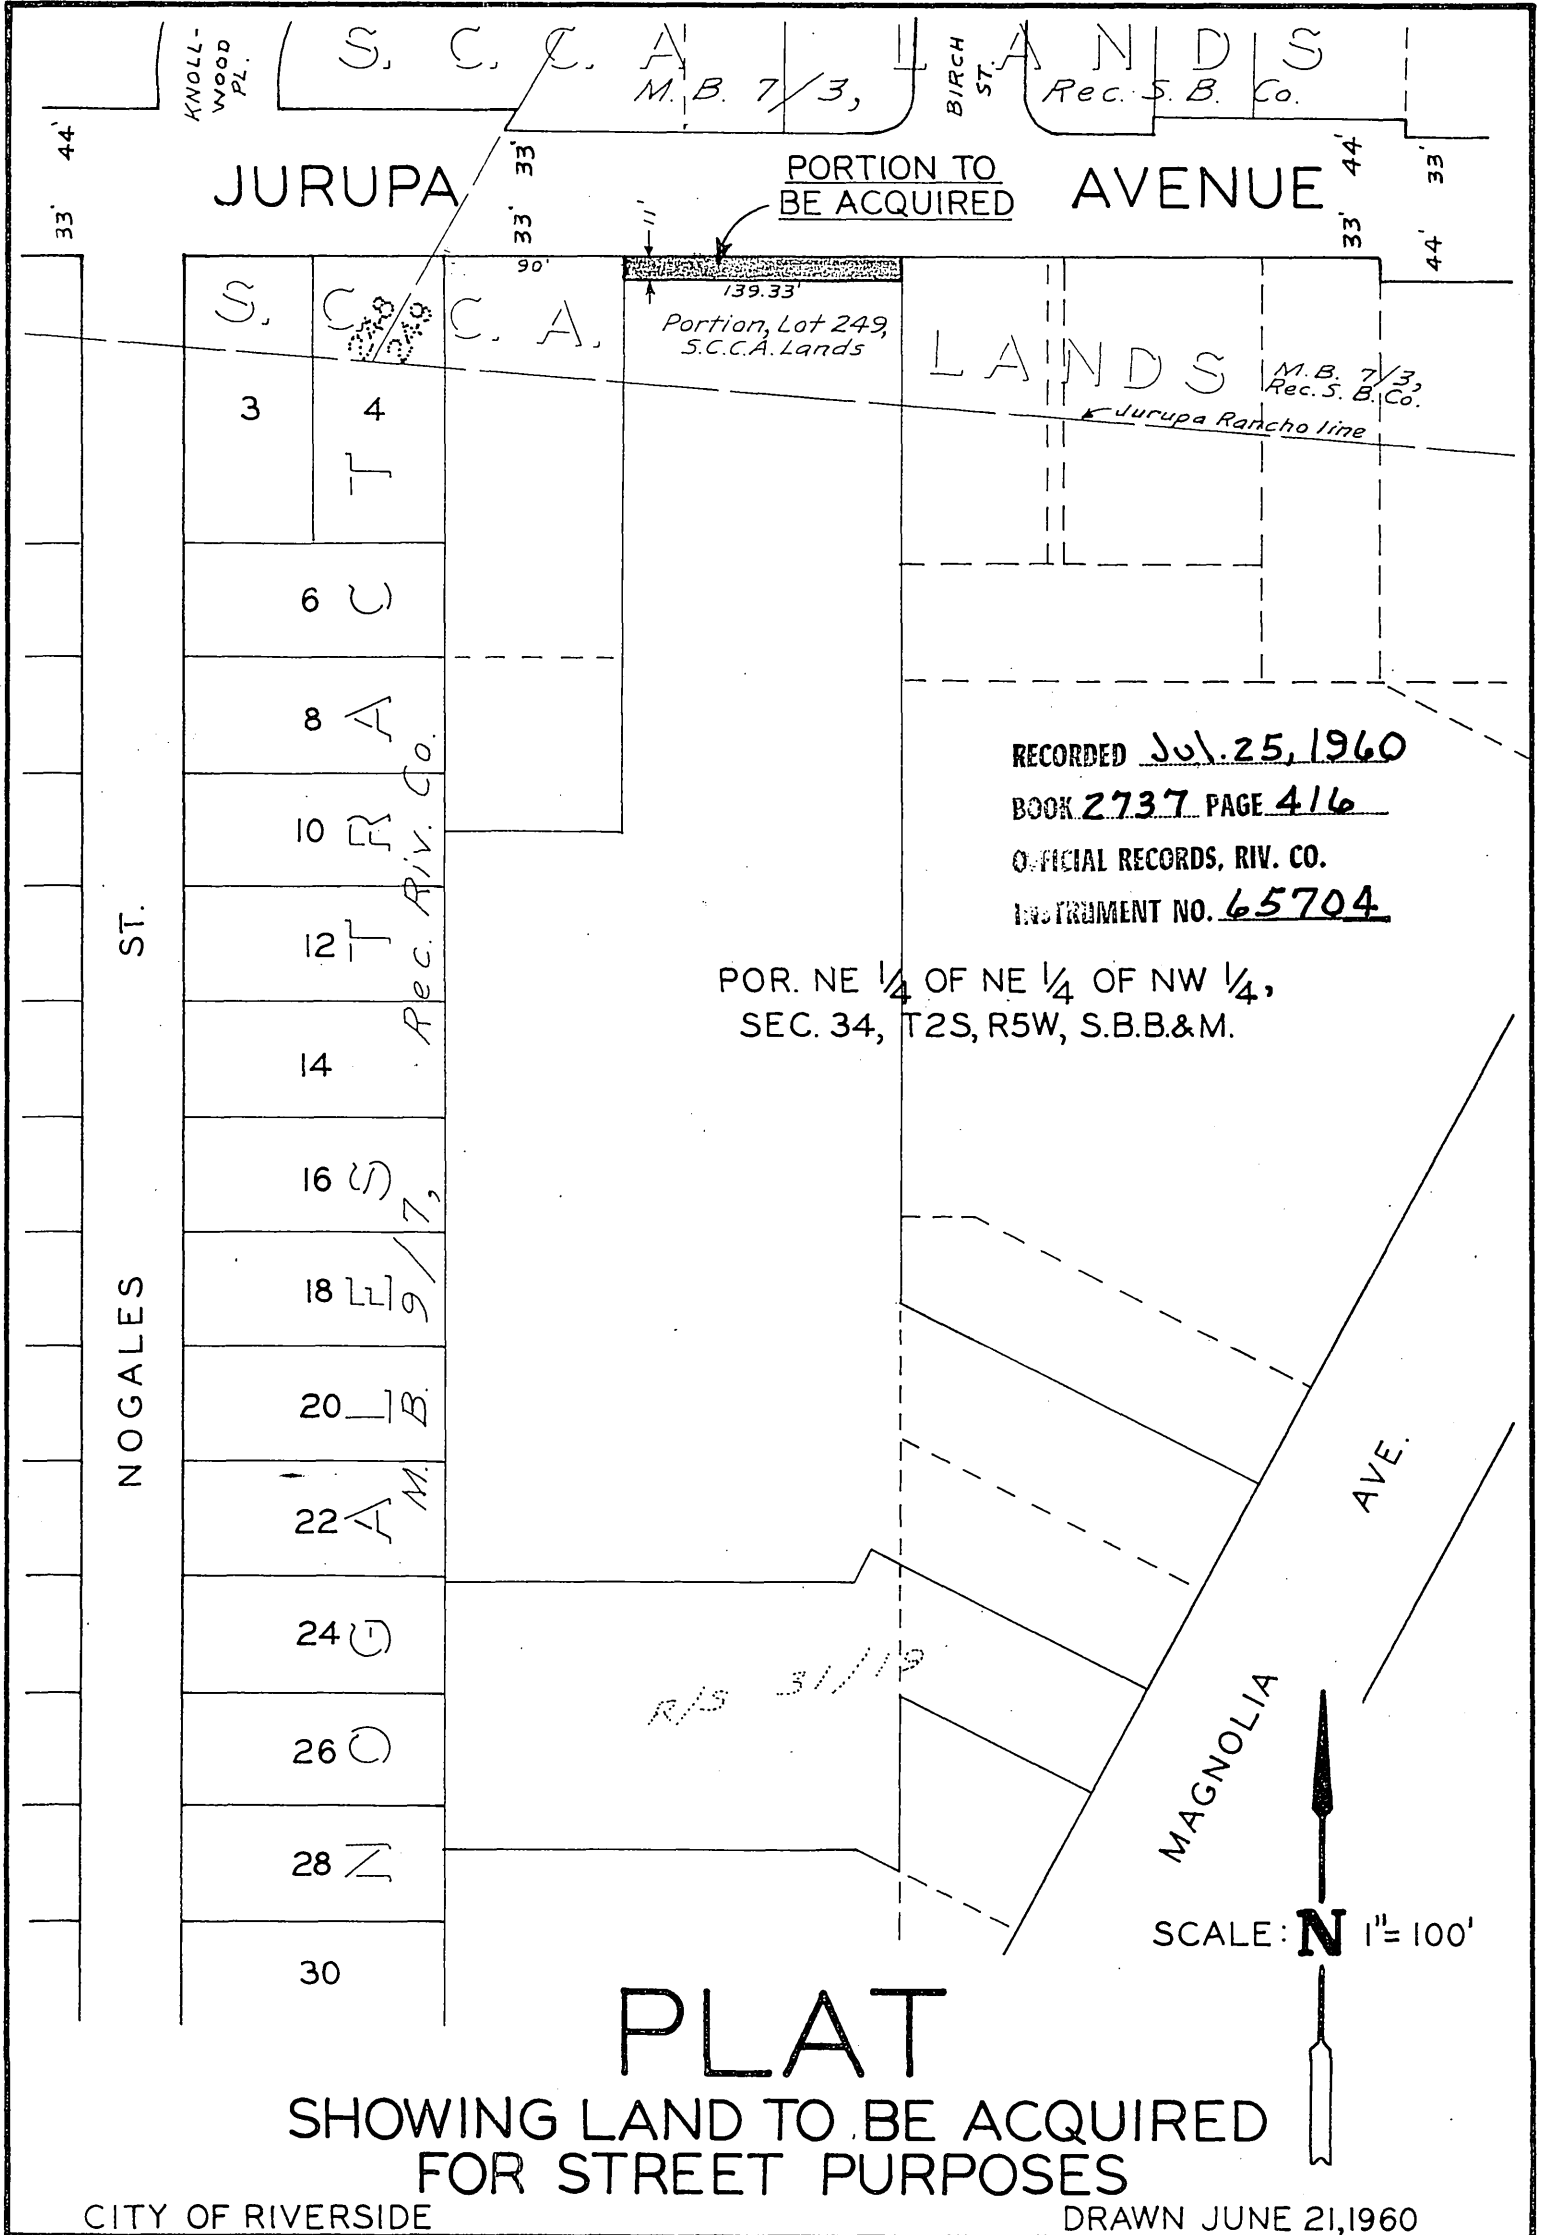 KNOLL-
WOOD
PL.
S. C. C. A. LANDS
M. B. 7/3, Rec. S. B. Co.
BIRCH
ST.
44'
33'
JURUPA AVENUE
33'
33'
PORTION TO
BE ACQUIRED
44'
33'
33'
44'
11'
90'
139.33'
Portion, Lot 249,
S.C.C.A. Lands
S. C. C. A. LANDS
M. B. 7/3,
Rec. S. B. Co.
Jurupa Rancho line
3
4
6
8
10
12
14
16
18
20
22
24
26
28
30
NOGALES TRACT
M. B. 9/17, Rec. Riv. Co.
NOGALES ST.
RECORDED Jul. 25, 1960
BOOK 2737 PAGE 416
OFFICIAL RECORDS, RIV. CO.
INSTRUMENT NO. 65704
POR. NE 1/4 OF NE 1/4 OF NW 1/4,
SEC. 34, T2S, R5W, S.B.B.&M.
R/S 31/19
MAGNOLIA AVE.
SCALE: N 1"=100'
PLAT
SHOWING LAND TO BE ACQUIRED
FOR STREET PURPOSES
CITY OF RIVERSIDE
DRAWN JUNE 21, 1960